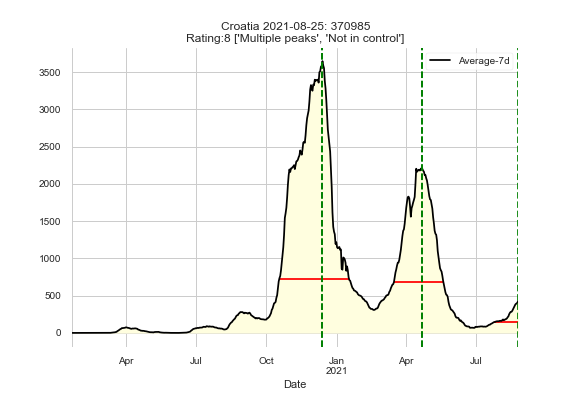 Croatia 2021-08-25: 370985
Rating:8 ['Multiple peaks', 'Not in control']
Average-7d
3500
3000
2500
2000
1500
1000
500
0
Apr Jul Oct Jan Apr Jul
2021
Date